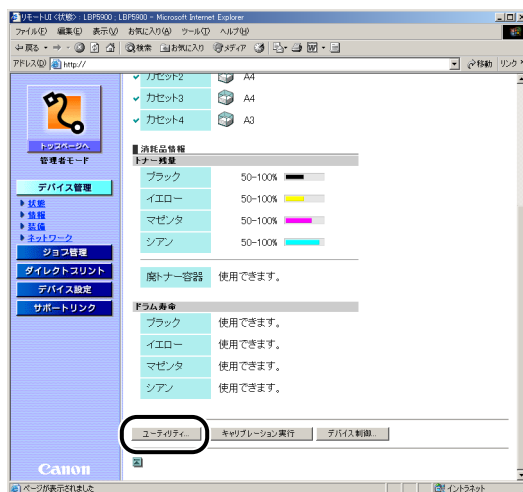 リモートUI <状態> : LBP5900 ; LBP5900 - Microsoft Internet Explorer
ファイル(F) 編集(E) 表示(V) お気に入り(A) ツール(T) ヘルプ(H)
戻る 検索 お気に入り メディア
アドレス(D) http:// 移動 リンク »
カセット2 A4
カセット3 A4
カセット4 A3
トップページへ
管理者モード
デバイス管理
状態
情報
装備
ネットワーク
ジョブ管理
ダイレクトプリント
デバイス設定
サポートリンク
Canon
消耗品情報
トナー残量
ブラック 50-100%
イエロー 50-100%
マゼンタ 50-100%
シアン 50-100%
廃トナー容器 使用できます。
ドラム寿命
ブラック 使用できます。
イエロー 使用できます。
マゼンタ 使用できます。
シアン 使用できます。
ユーティリティ... キャリブレーション実行 デバイス制御...
ページが表示されました イントラネット